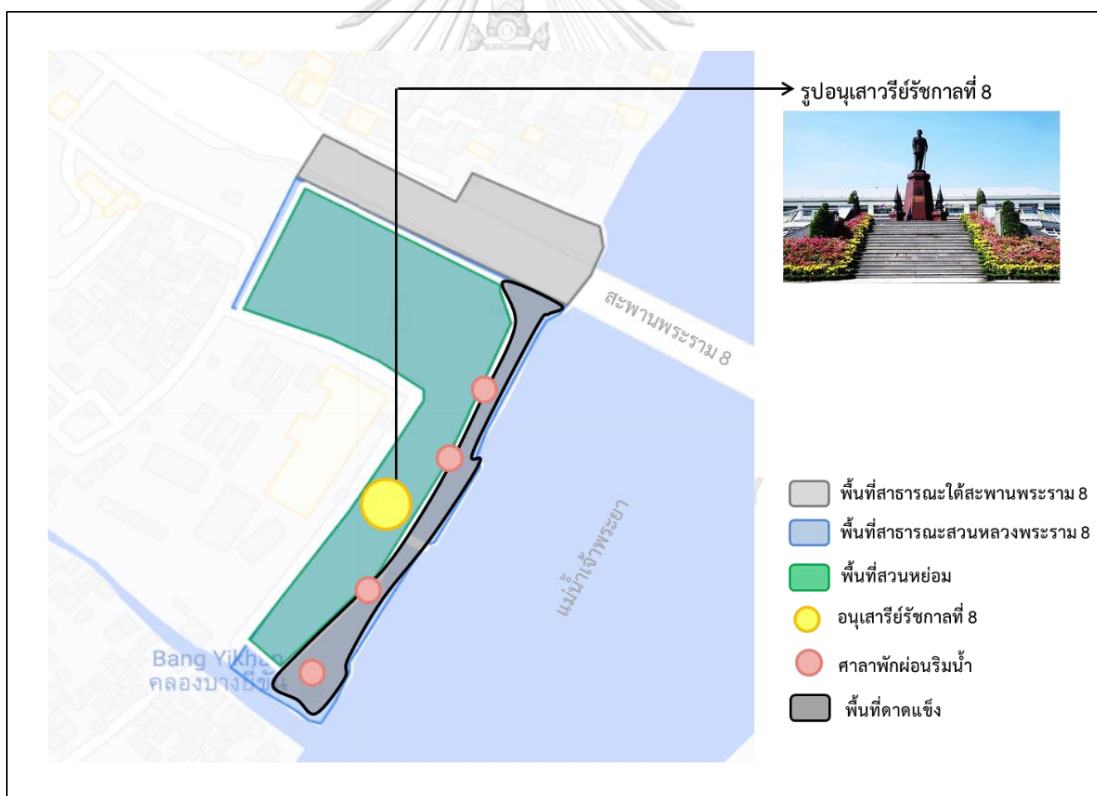 รูปอนุเสาวรีย์รัชกาลที่ 8
สะพานพระราม 8
แม่น้ำเจ้าพระยา
Bang Yikhan
คลองบางยี่ขัน
พื้นที่สาธารณะใต้สะพานพระราม 8
พื้นที่สาธารณะสวนหลวงพระราม 8
พื้นที่สวนหย่อม
อนุเสารีย์รัชกาลที่ 8
ศาลาพักผ่อนริมน้ำ
พื้นที่ดาดแข็ง